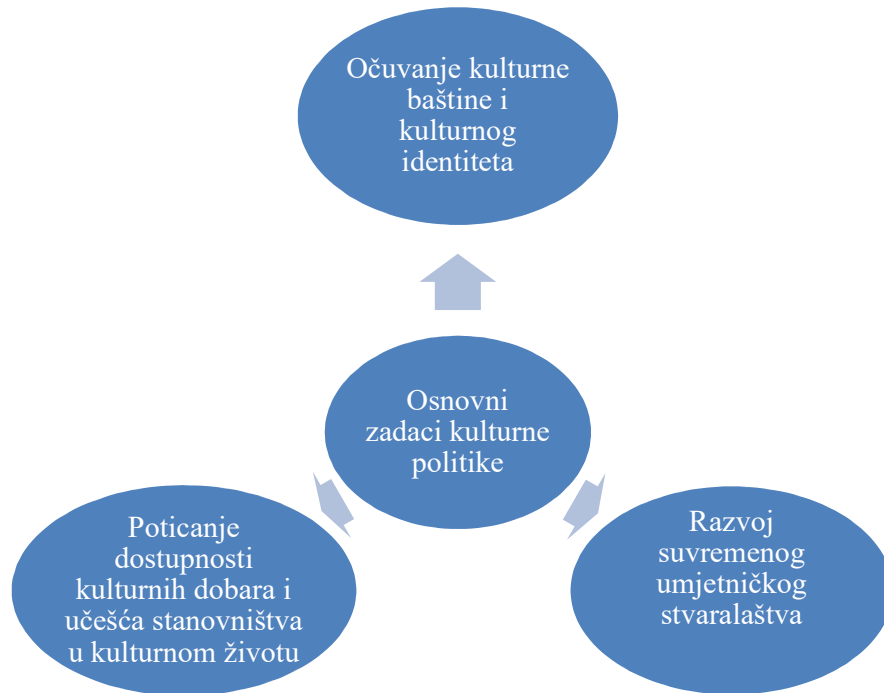 Očuvanje kulturne
baštine i
kulturnog
identiteta
Osnovni
zadaci kulturne
politike
Poticanje
dostupnosti
kulturnih dobara i
učešća stanovništva
u kulturnom životu
Razvoj
suvremenog
umjetničkog
stvaralaštva